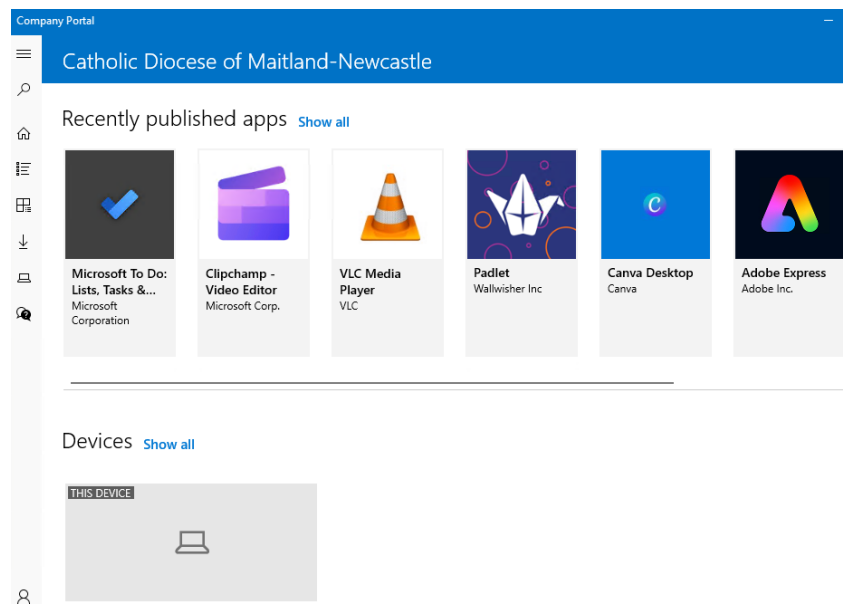 Company Portal
Catholic Diocese of Maitland-Newcastle
Recently published apps Show all
Microsoft To Do:
Lists, Tasks &...
Microsoft
Corporation
Clipchamp -
Video Editor
Microsoft Corp.
VLC Media
Player
VLC
Padlet
Wallwisher Inc
C
Canva Desktop
Canva
Adobe Express
Adobe Inc.
Devices Show all
THIS DEVICE